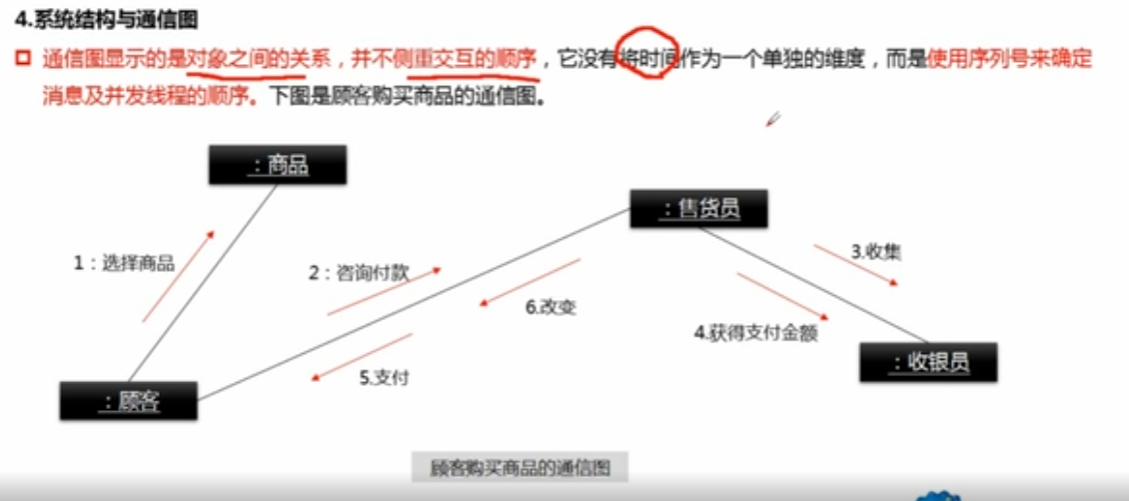 4.系统结构与通信图
通信图显示的是对象之间的关系，并不侧重交互的顺序，它没有将时间作为一个单独的维度，而是使用序列号来确定
消息及并发线程的顺序。下图是顾客购买商品的通信图。
：商品
：售货员
1：选择商品
2：咨询付款
3.收集
6.改变
4.获得支付金额
：收银员
5.支付
：顾客
顾客购买商品的通信图